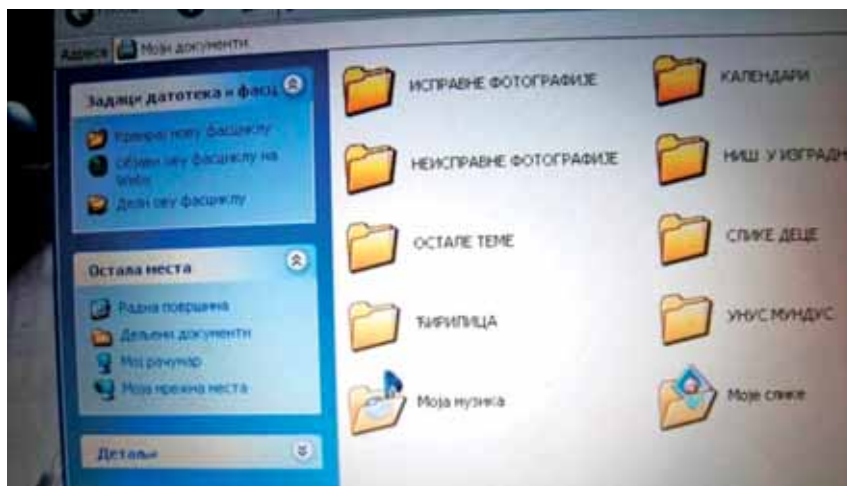 Адреса Моји документи
Задаци датотека и фасц
Креирај нову фасциклу
Објави ову фасциклу на
Webu
Дели ову фасциклу
Остала места
Радна површина
Дељени документи
Мој рачунар
Моја мрежна места
Детаљи
ИСПРАВНЕ ФОТОГРАФИЈЕ
КАЛЕНДАРИ
НЕИСПРАВНЕ ФОТОГРАФИЈЕ
НИШ У ИЗГРАДН
ОСТАЛЕ ТЕМЕ
СЛИКЕ ДЕЦЕ
ЋИРИЛИЦА
УНУС МУНДУС
Моја музика
Моје слике